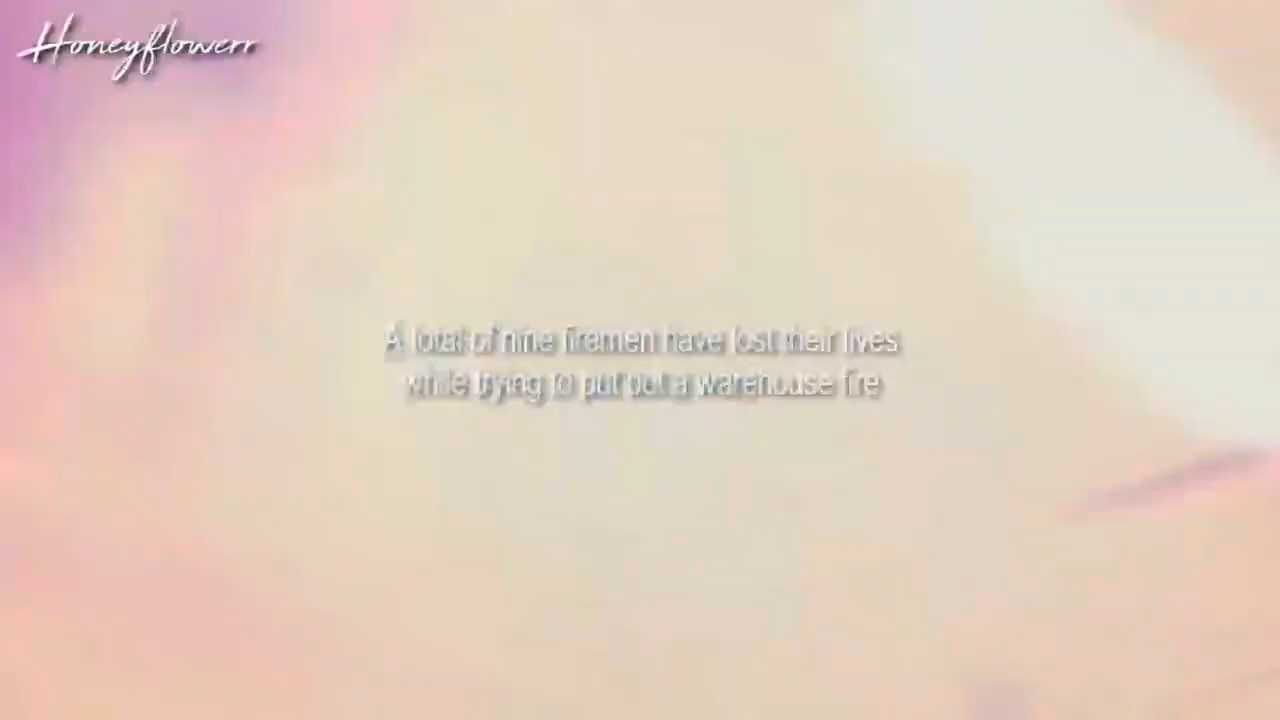 Honeyflowerr
A total of nine firemen have lost their lives
while trying to put out a warehouse fire